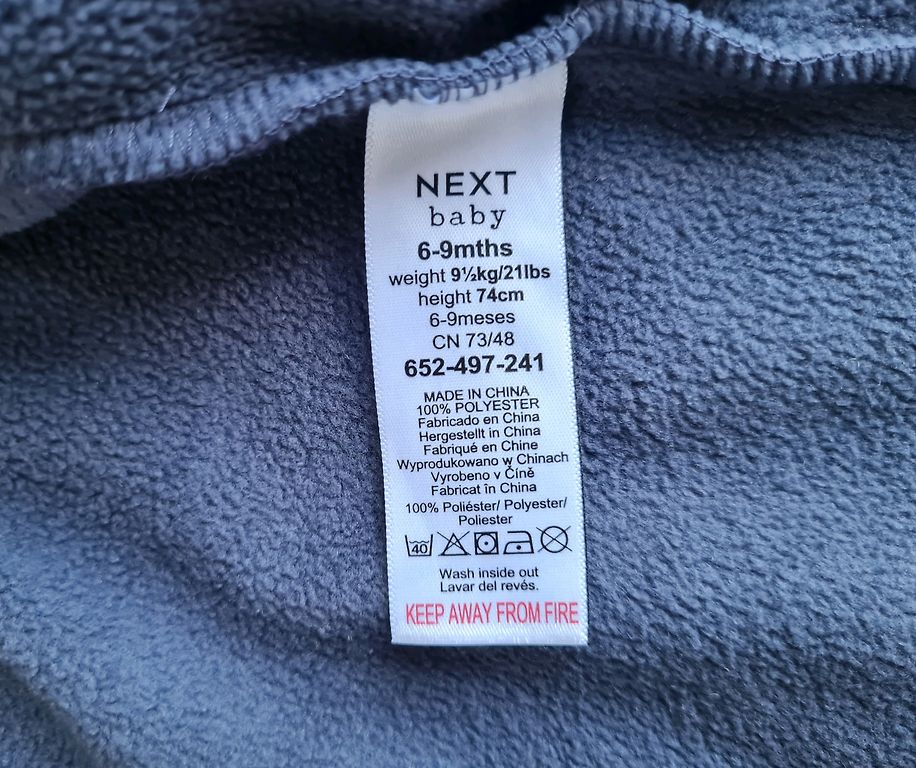 NEXT
baby
6-9mths
weight 9½kg/21lbs
height 74cm
6-9meses
CN 73/48
652-497-241
MADE IN CHINA
100% POLYESTER
Fabricado en China
Hergestellt in China
Fabriqué en Chine
Wyprodukowano w Chinach
Vyrobeno v Číně
Fabricat în China
100% Poliéster/ Polyester/
Poliester
40
Wash inside out
Lavar del revés.
KEEP AWAY FROM FIRE